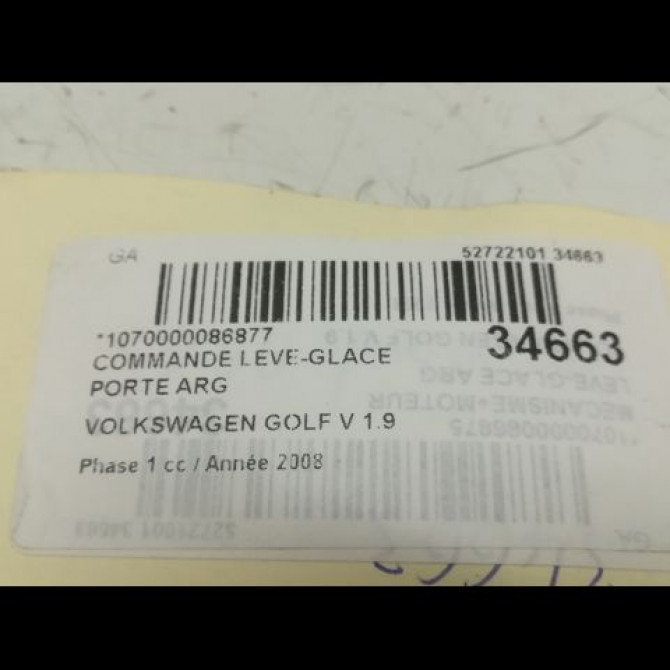 GA
52722101 34663
*1070000086877
34663
COMMANDE LEVE-GLACE
PORTE ARG
VOLKSWAGEN GOLF V 1.9
Phase 1 cc / Année 2008